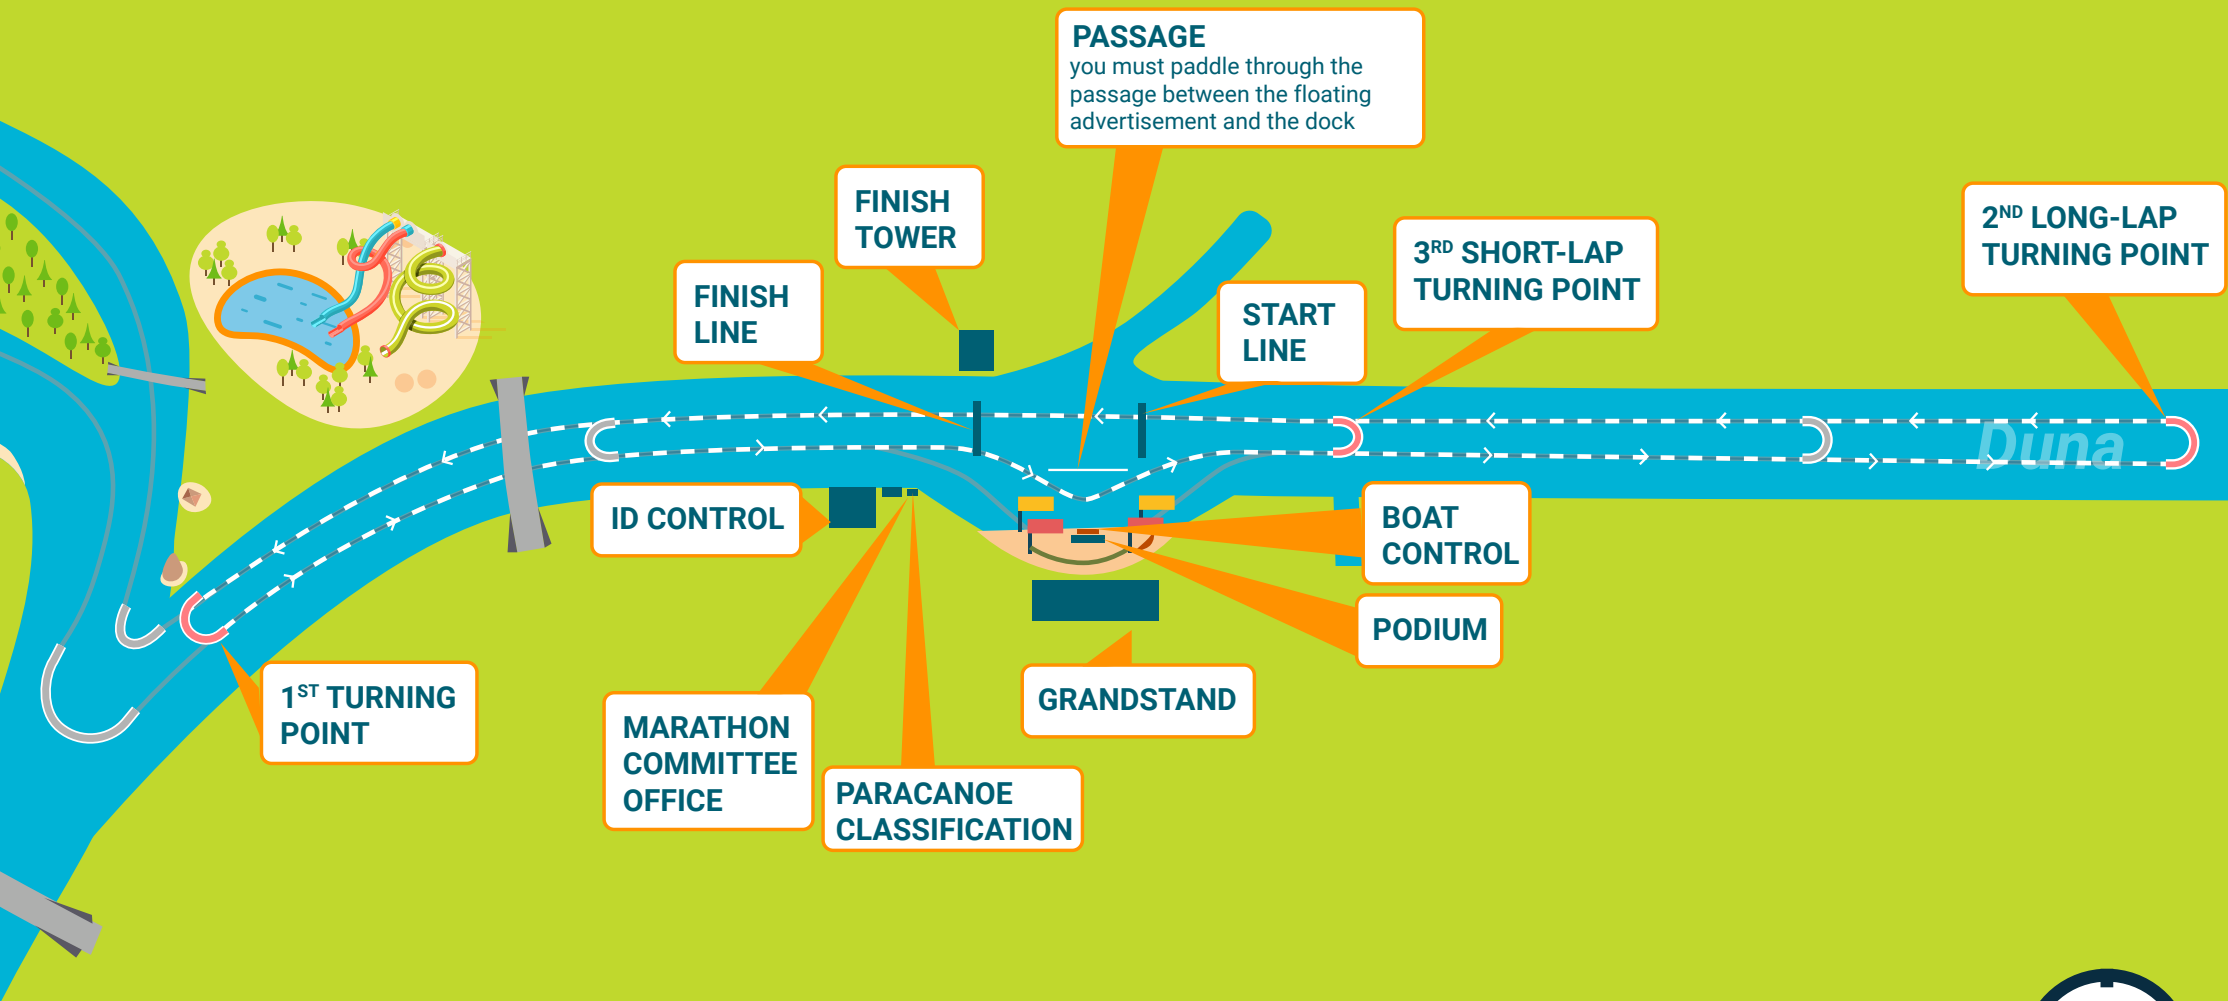 PASSAGE
you must paddle through the
passage between the floating
advertisement and the dock
FINISH
TOWER
2ND LONG-LAP
TURNING POINT
3RD SHORT-LAP
TURNING POINT
FINISH
LINE
START
LINE
Duna
ID CONTROL
BOAT
CONTROL
PODIUM
1ST TURNING
POINT
GRANDSTAND
MARATHON
COMMITTEE
OFFICE
PARACANOE
CLASSIFICATION